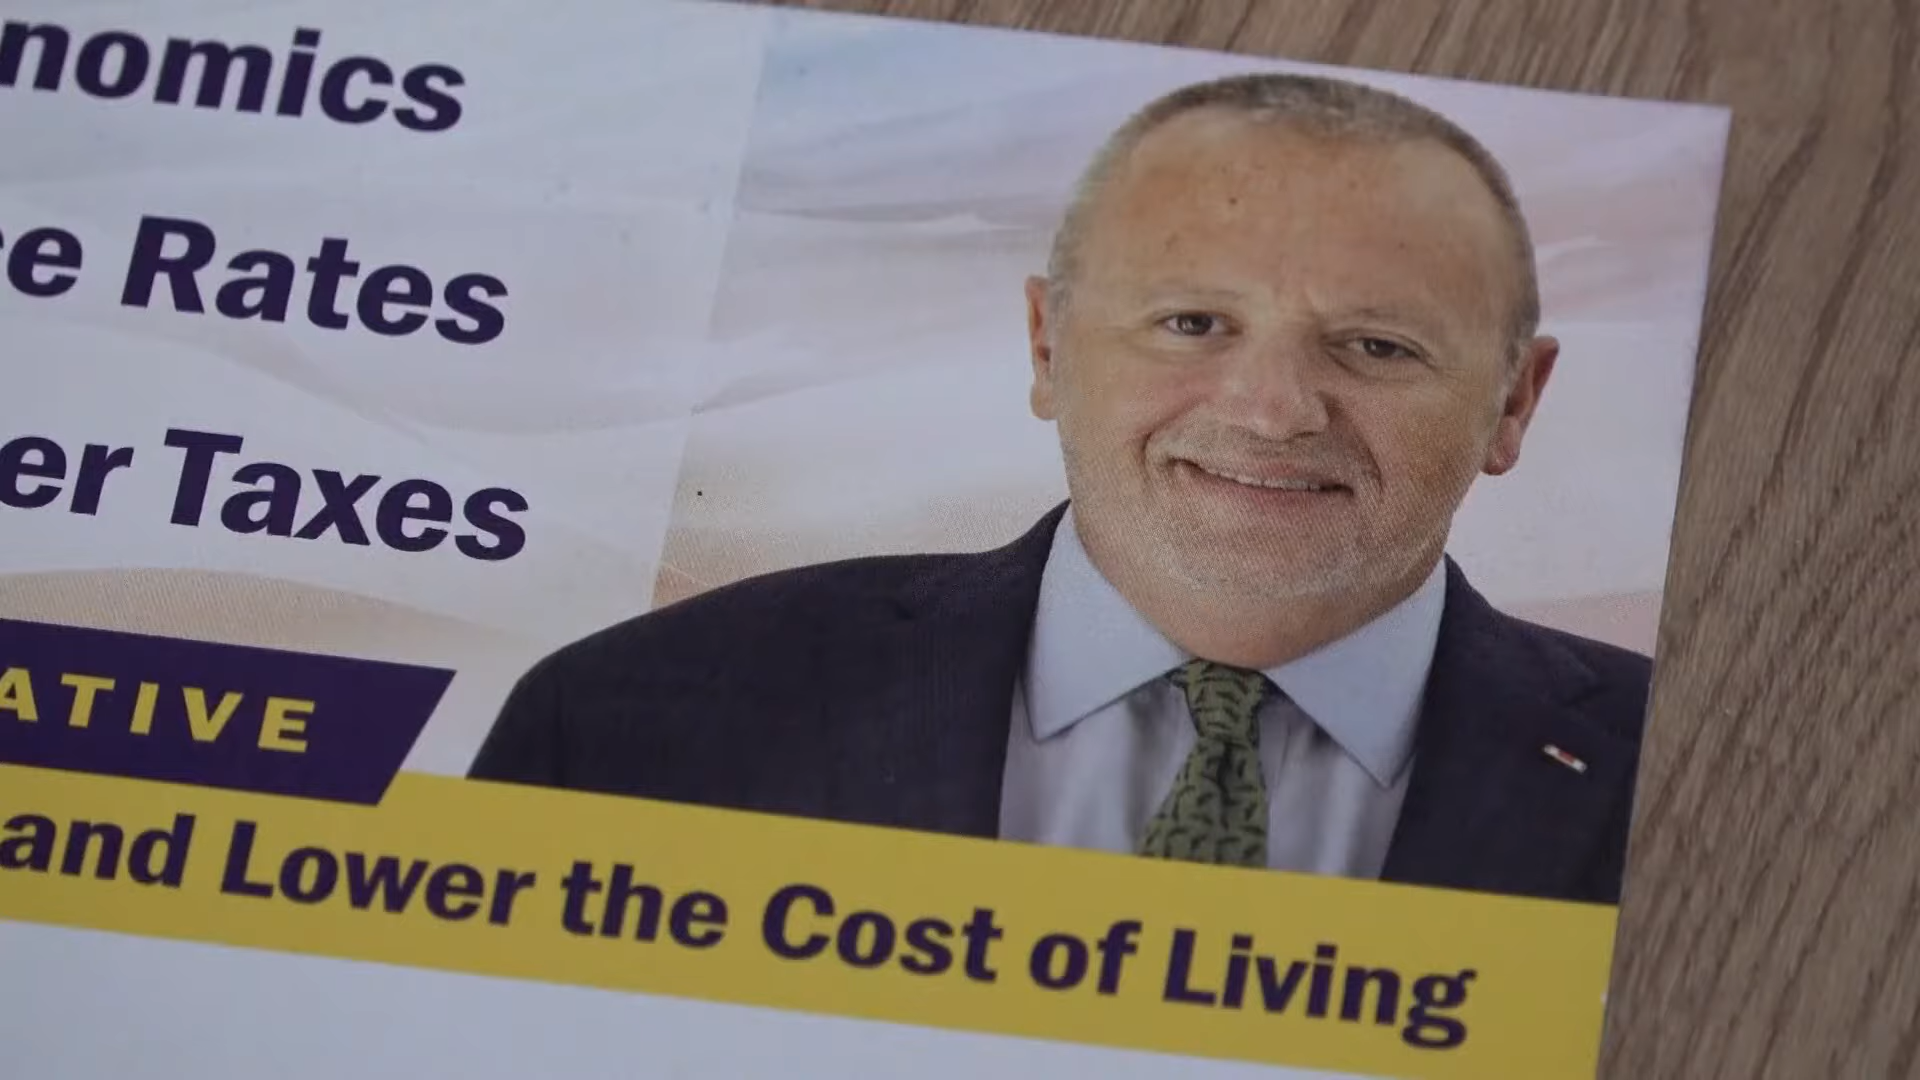 nomics
e Rates
er Taxes
ATIVE
and Lower the Cost of Living